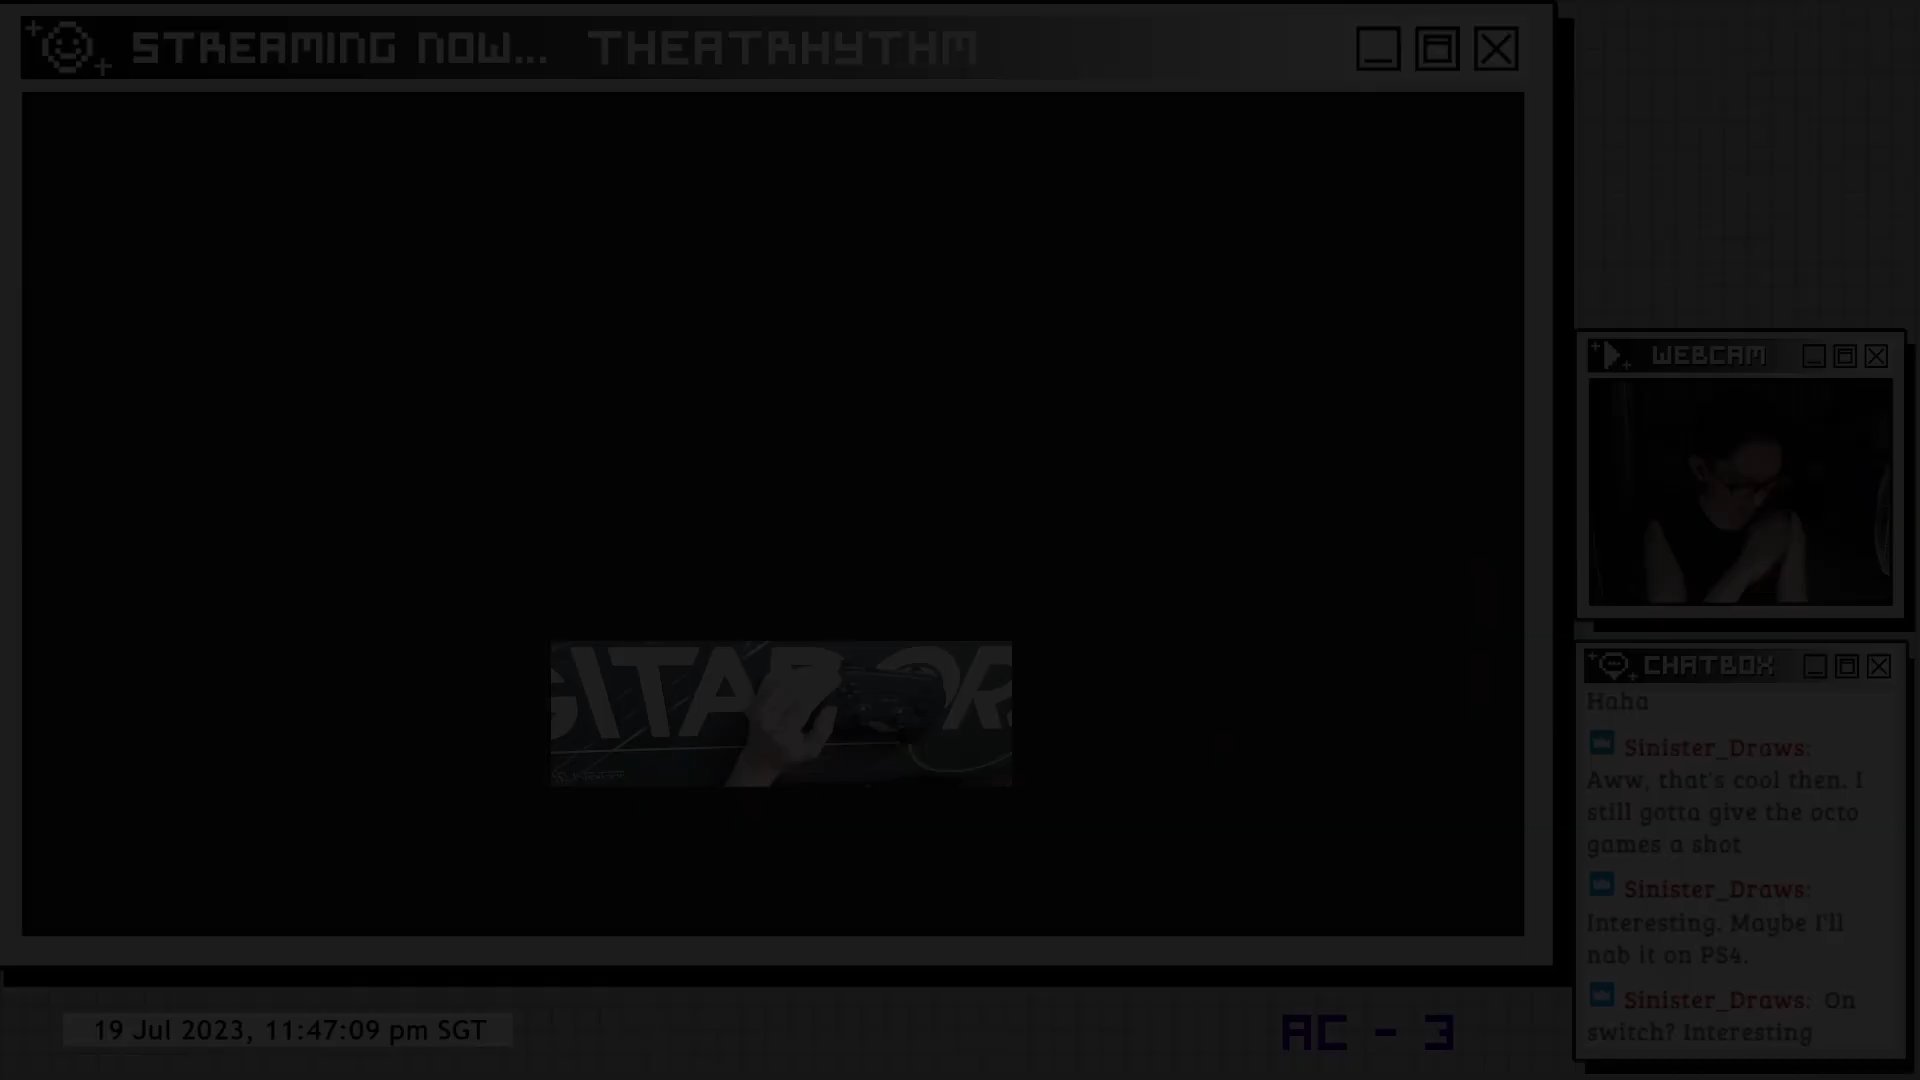 STREAMING NOW... THEATRHYTHM
WEBCAM
CHATBOX
Haha
Sinister_Draws:
Aww, that's cool then. I
still gotta give the octo
games a shot
Sinister_Draws:
Interesting. Maybe I'll
nab it on PS4.
Sinister_Draws: On
switch? Interesting
19 Jul 2023, 11:47:09 pm SGT
AC - 3